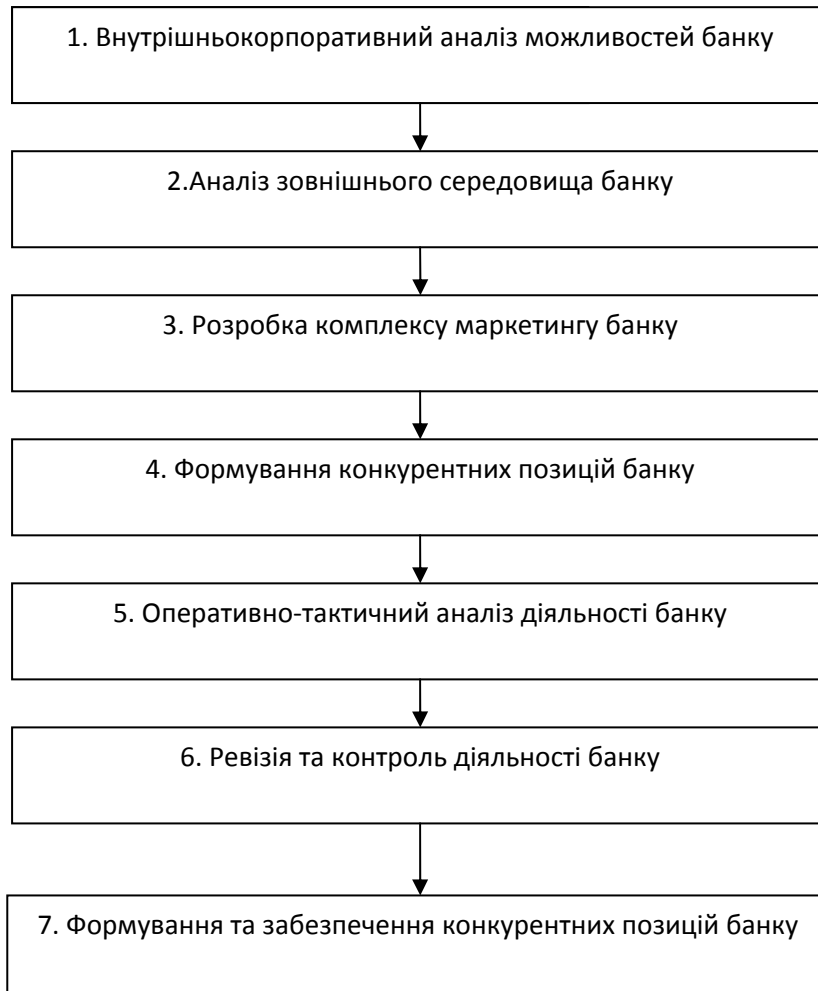 1. Внутрішньокорпоративний аналіз можливостей банку
2.Аналіз зовнішнього середовища банку
3. Розробка комплексу маркетингу банку
4. Формування конкурентних позицій банку
5. Оперативно-тактичний аналіз діяльності банку
6. Ревізія та контроль діяльності банку
7. Формування та забезпечення конкурентних позицій банку